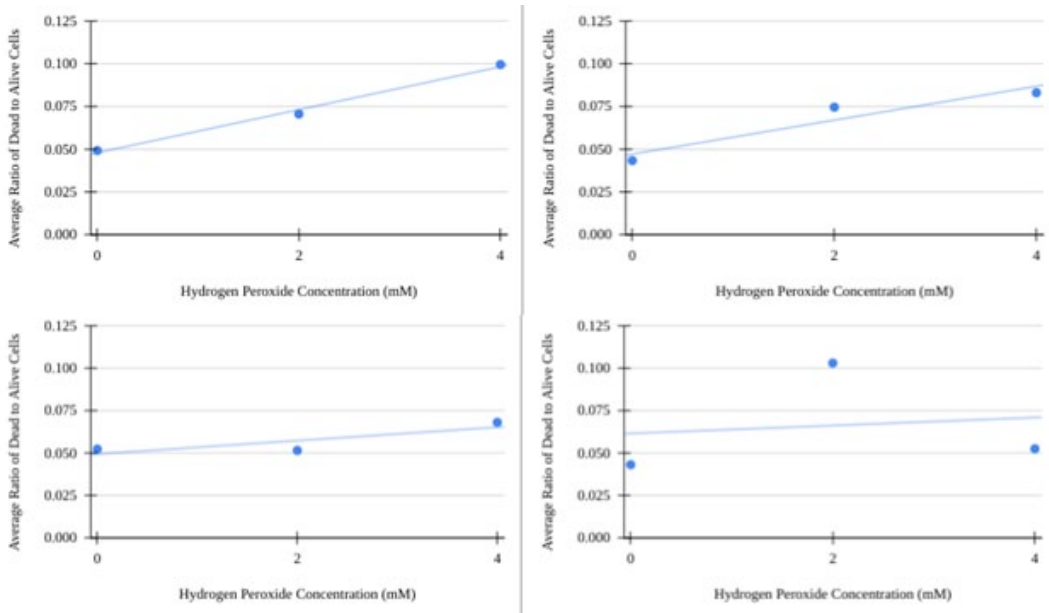 Average Ratio of Dead to Alive Cells
0.125
0.100
0.075
0.050
0.025
0.000
0 2 4
Hydrogen Peroxide Concentration (mM)
Average Ratio of Dead to Alive Cells
0.125
0.100
0.075
0.050
0.025
0.000
0 2 4
Hydrogen Peroxide Concentration (mM)
Average Ratio of Dead to Alive Cells
0.125
0.100
0.075
0.050
0.025
0.000
0 2 4
Hydrogen Peroxide Concentration (mM)
Average Ratio of Dead to Alive Cells
0.125
0.100
0.075
0.050
0.025
0.000
0 2 4
Hydrogen Peroxide Concentration (mM)